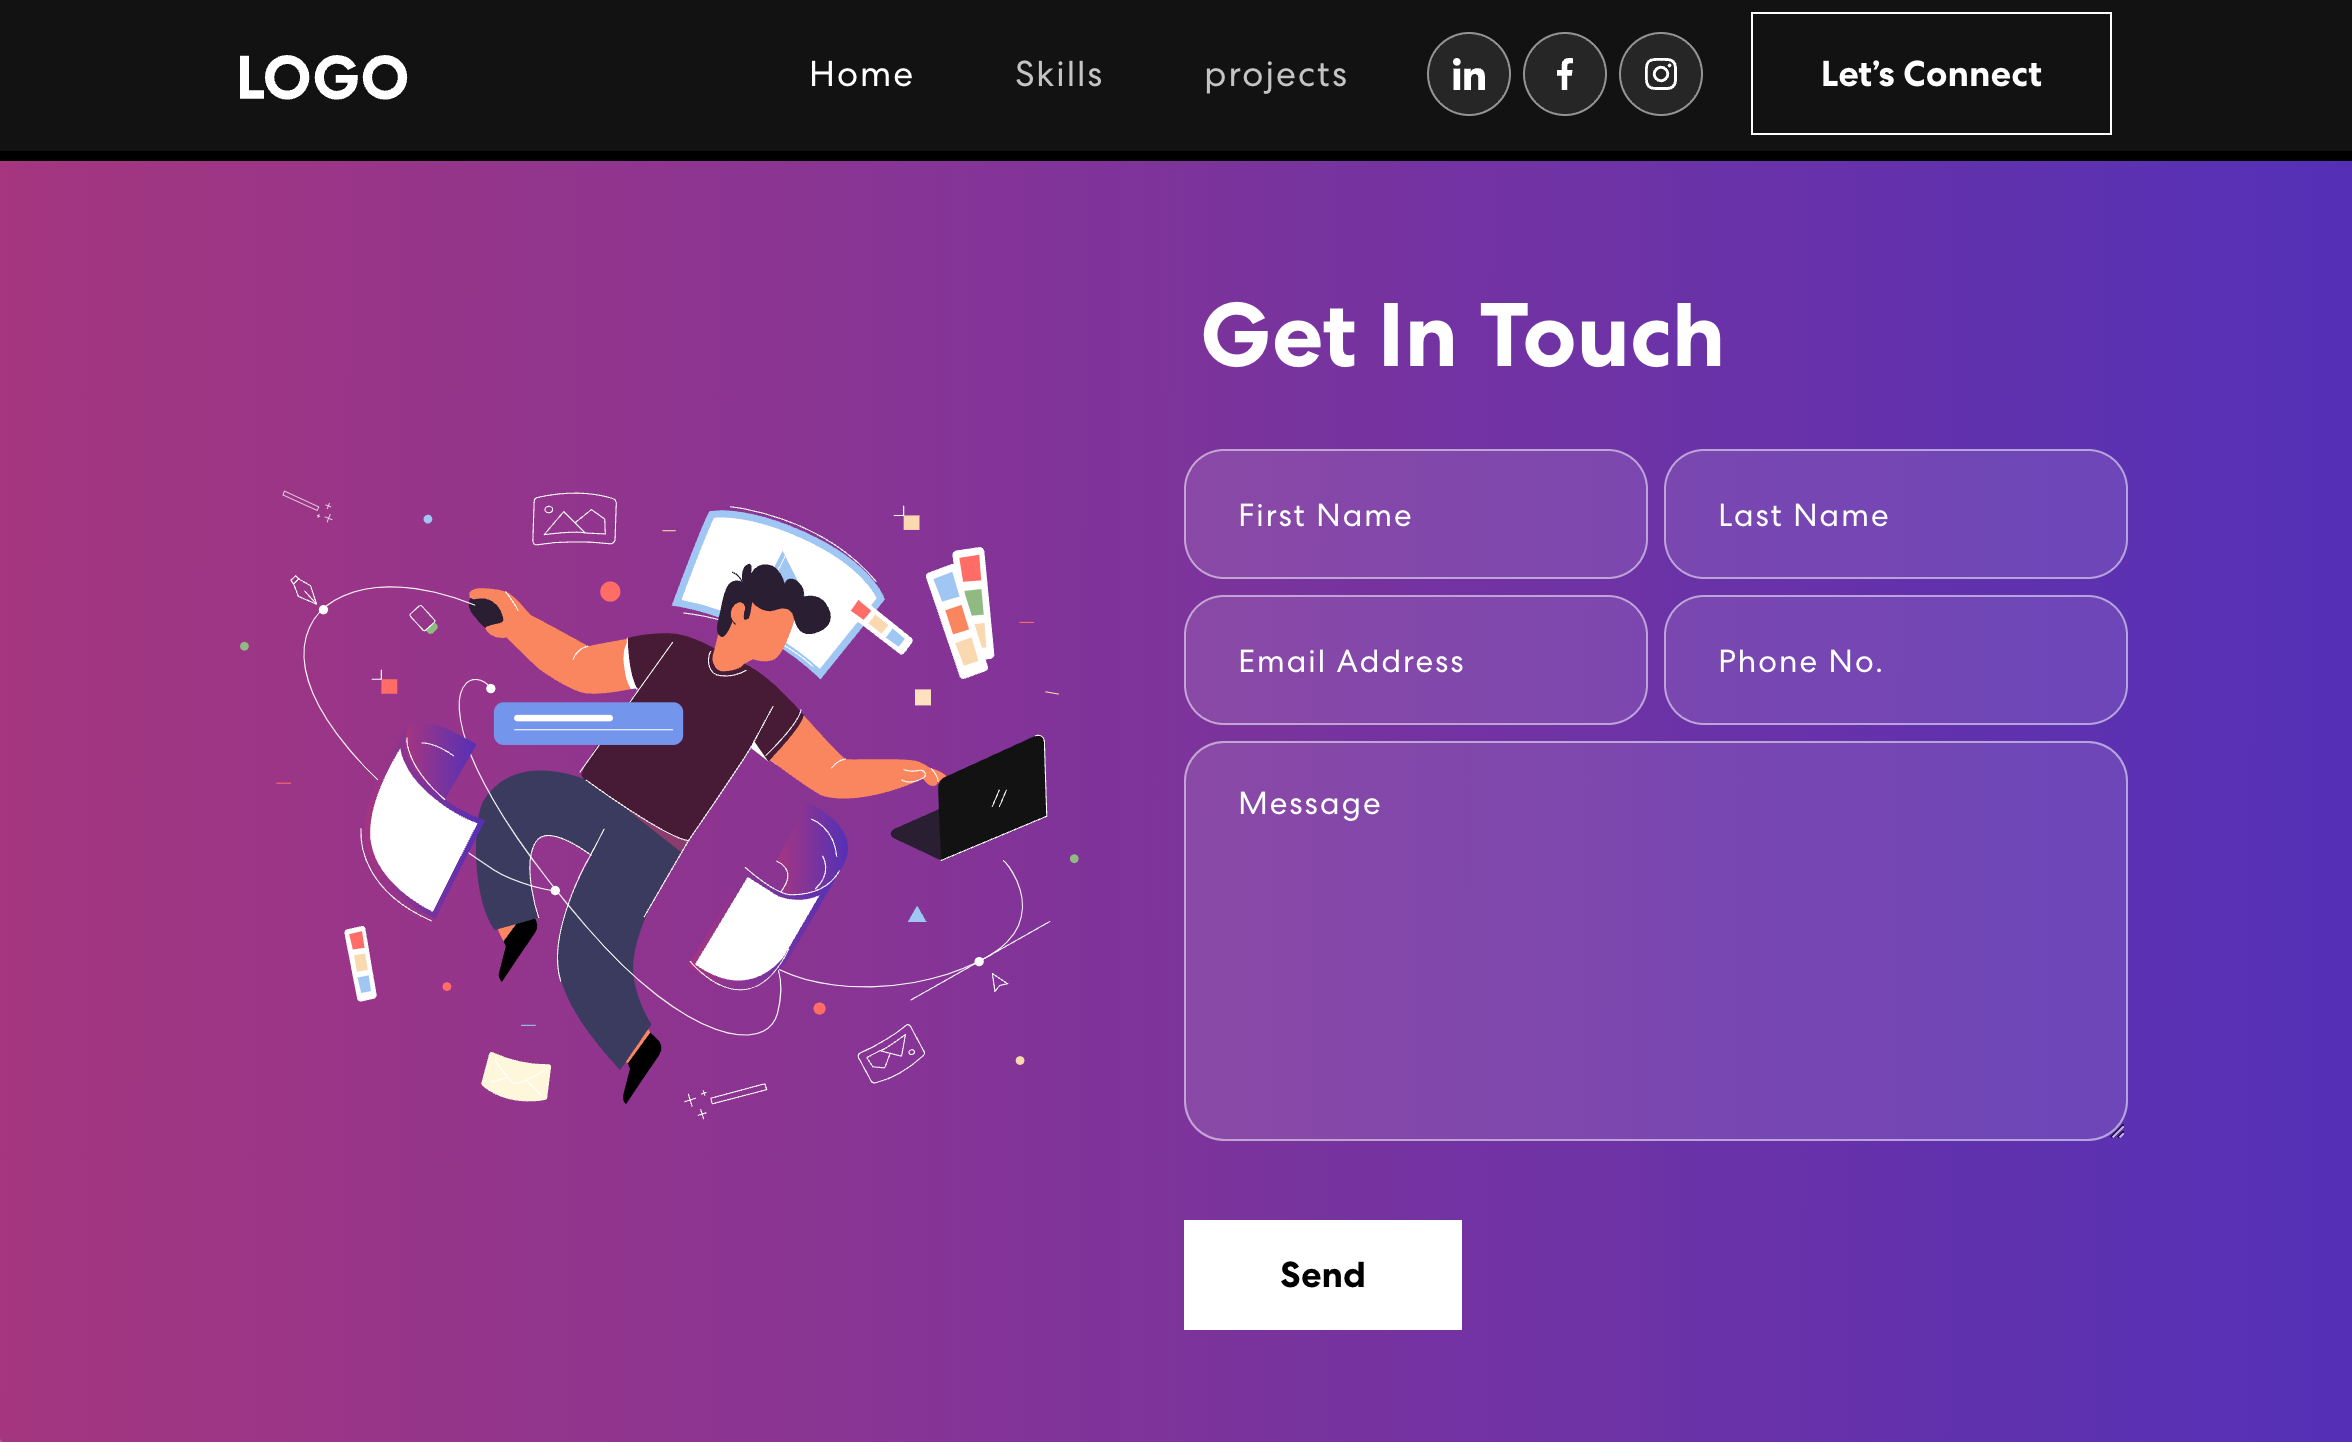 LOGO
Home Skills projects in f Let’s Connect
Get In Touch
First Name Last Name
Email Address Phone No.
Message
Send